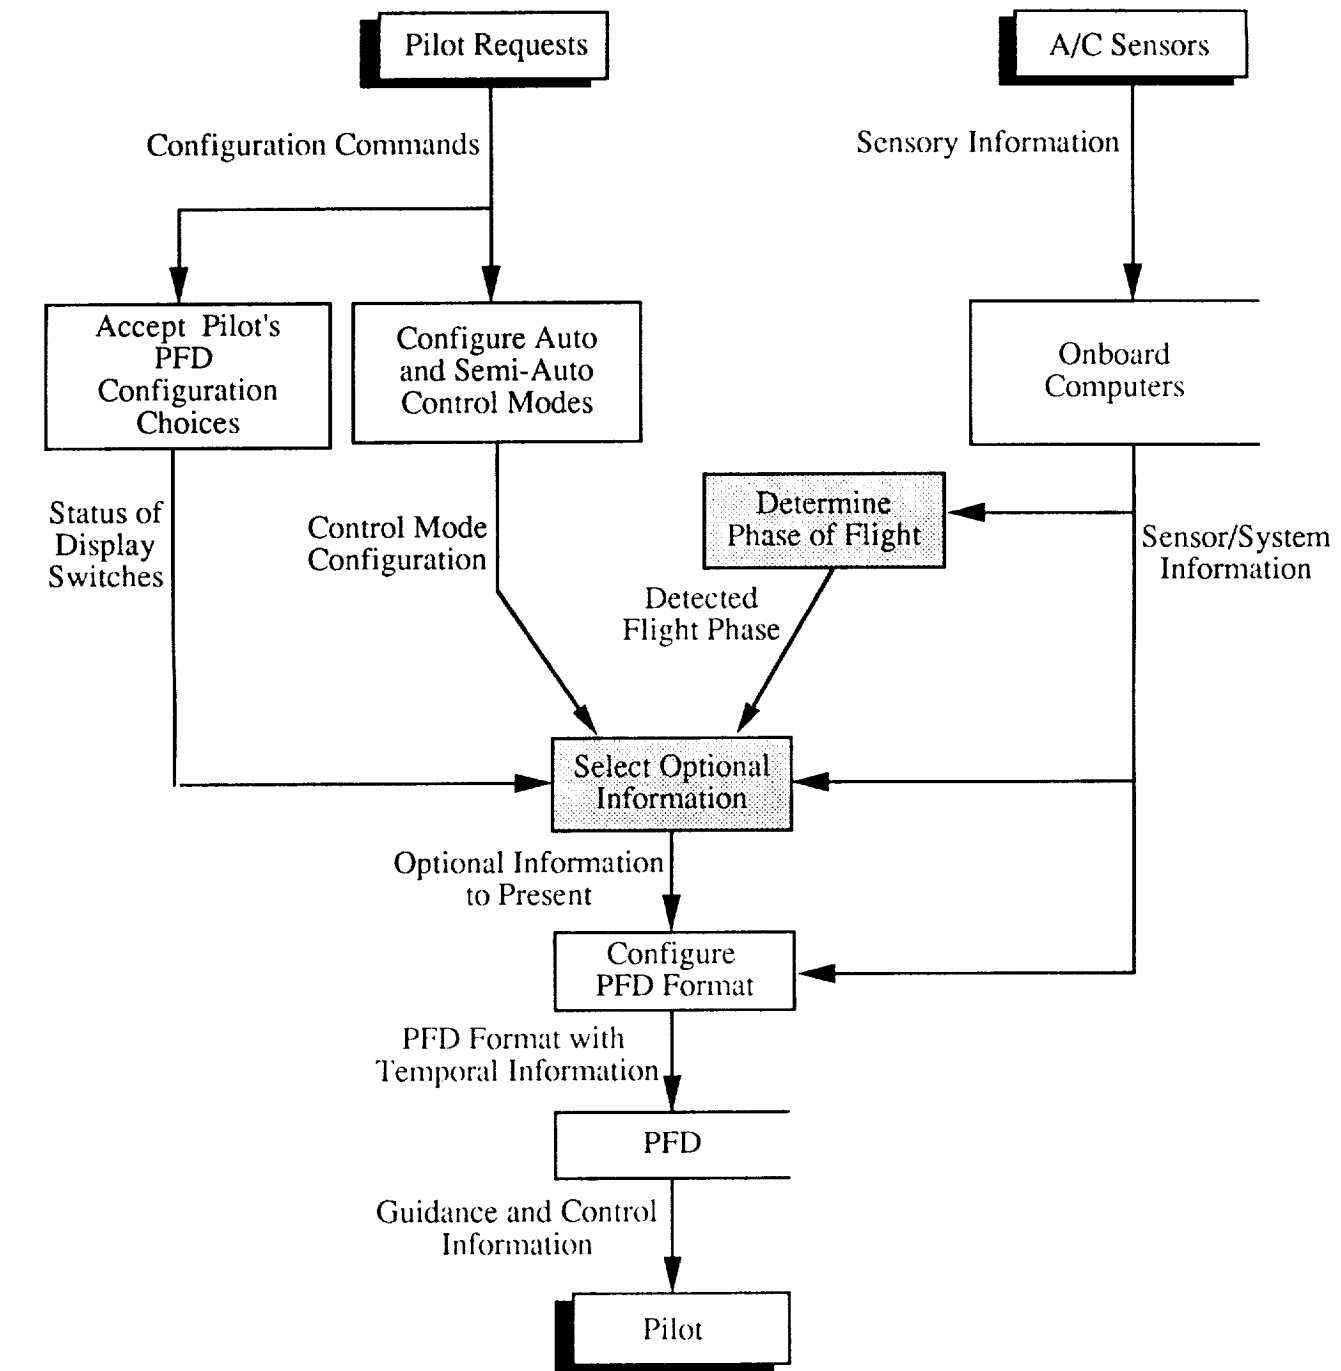 Pilot Requests
A/C Sensors
Configuration Commands
Sensory Information
Accept Pilot's
PFD
Configuration
Choices
Configure Auto
and Semi-Auto
Control Modes
Onboard
Computers
Status of
Display
Switches
Control Mode
Configuration
Determine
Phase of Flight
Sensor/System
Information
Detected
Flight Phase
Select Optional
Information
Optional Information
to Present
Configure
PFD Format
PFD Format with
Temporal Information
PFD
Guidance and Control
Information
Pilot